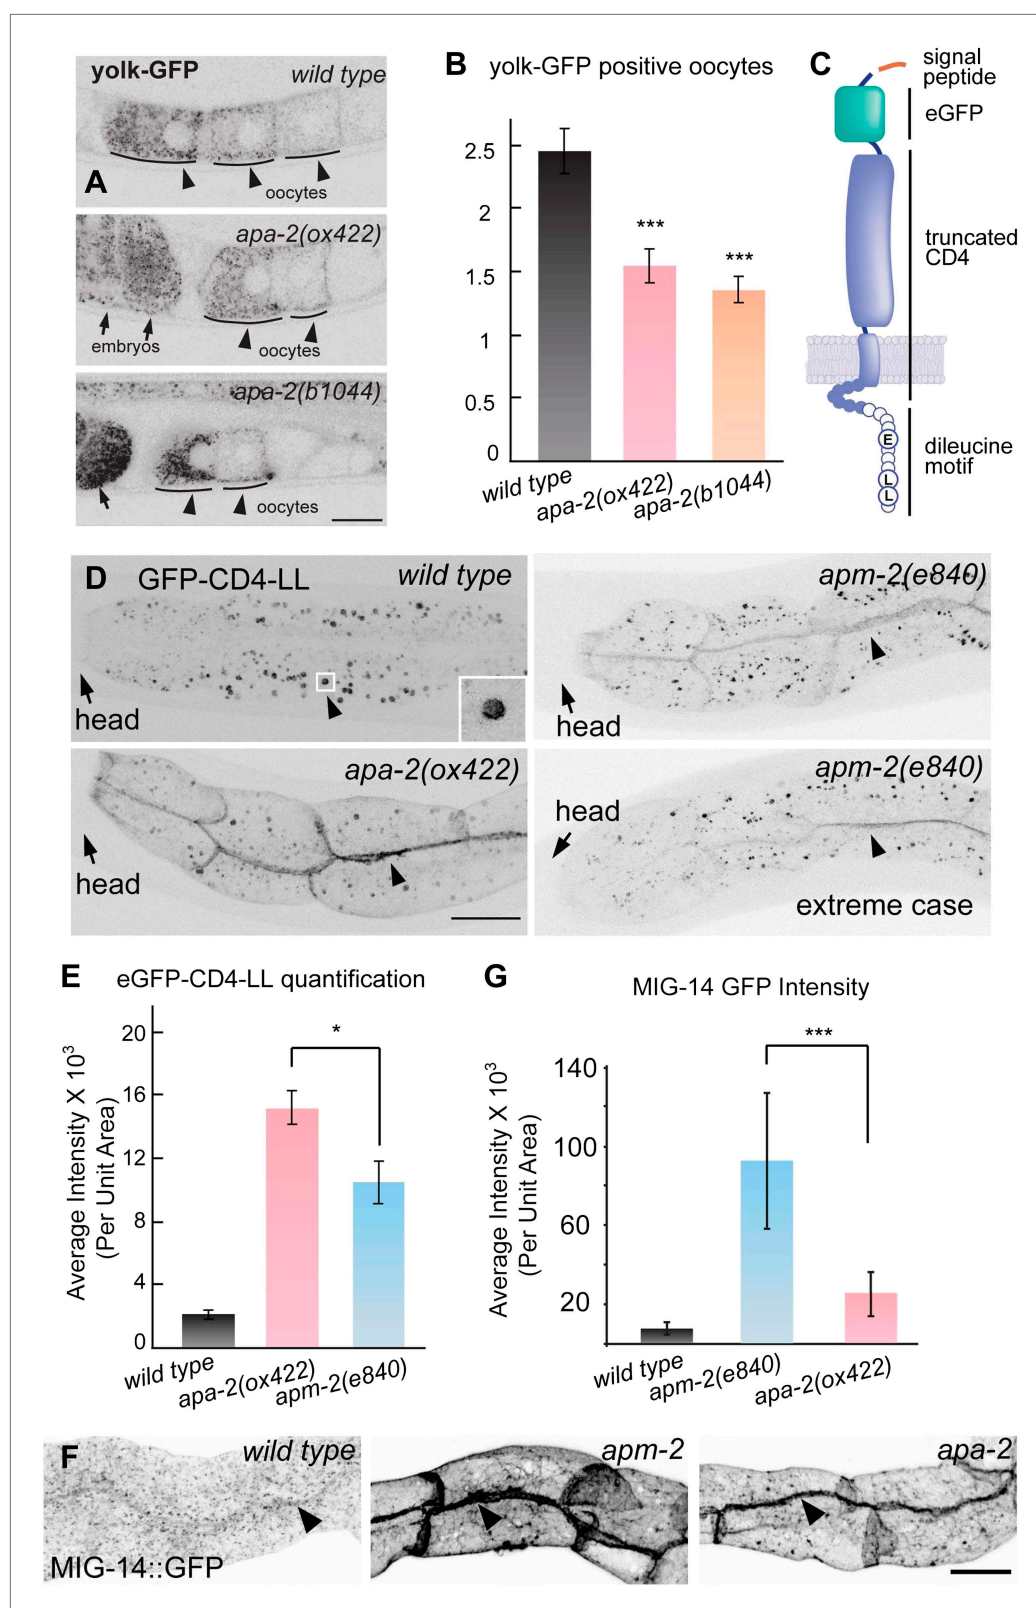 yolk-GFP
wild type
A
oocytes
apa-2(ox422)
embryos
oocytes
apa-2(b1044)
oocytes
B yolk-GFP positive oocytes
2.5
2
1.5
1
0.5
0
***
***
wild type
apa-2(ox422)
apa-2(b1044)
C
signal
peptide
eGFP
truncated
CD4
dileucine
motif
E
L
L
D GFP-CD4-LL
wild type
head
apm-2(e840)
head
apa-2(ox422)
head
apm-2(e840)
head
extreme case
E eGFP-CD4-LL quantification
Average Intensity X 10³
(Per Unit Area)
20
16
12
8
4
0
*
wild type
apa-2(ox422)
apm-2(e840)
G MIG-14 GFP Intensity
Average Intensity X 10³
(Per Unit Area)
140
100
60
20
***
wild type
apm-2(e840)
apa-2(ox422)
F
wild type
MIG-14::GFP
apm-2
apa-2